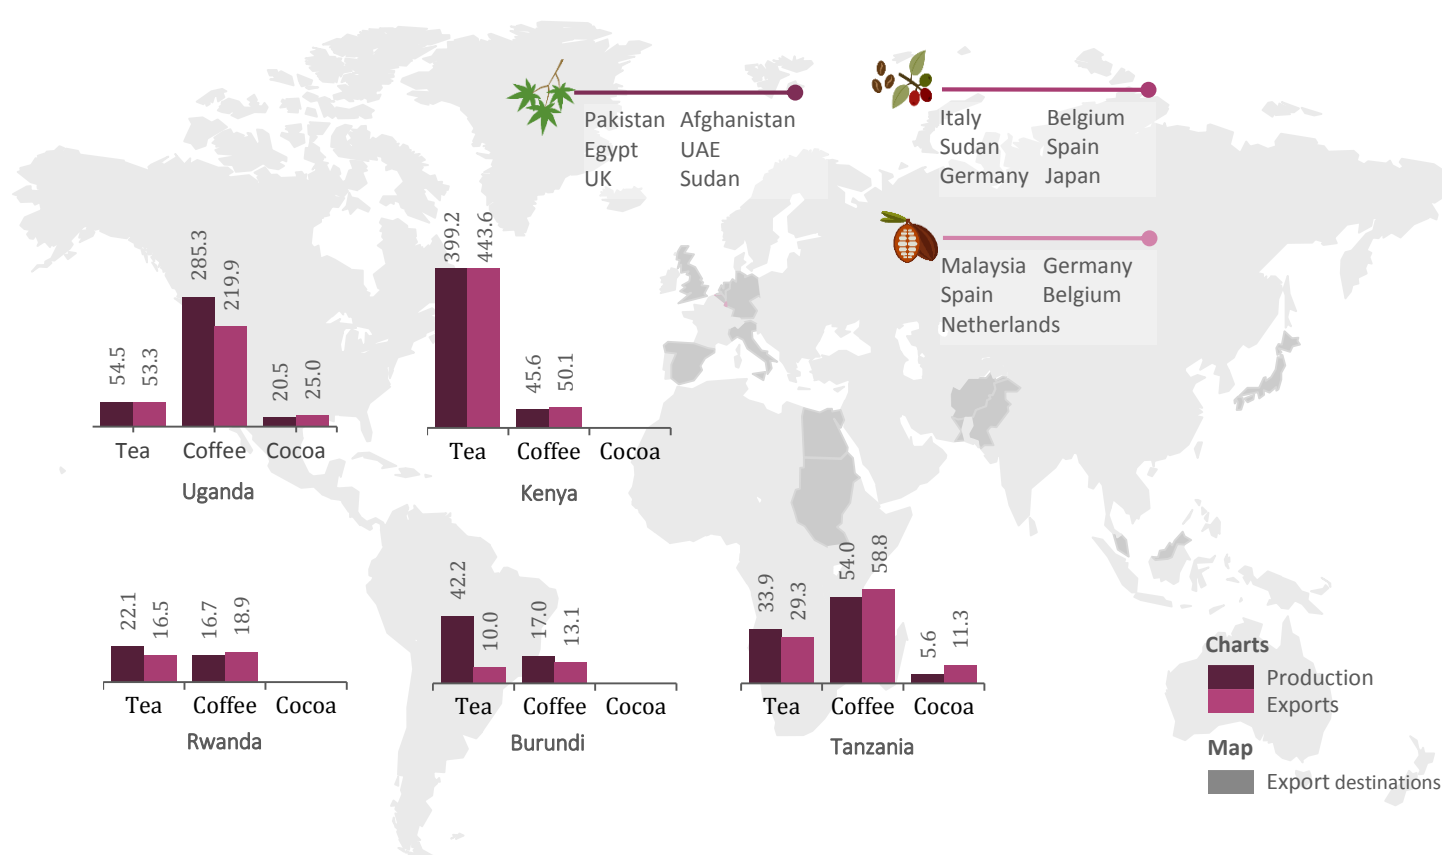 Pakistan Afghanistan
Egypt UAE
UK Sudan
Italy Belgium
Sudan Spain
Germany Japan
Malaysia Germany
Spain Belgium
Netherlands
54.5 53.3 285.3 219.9 20.5 25.0
Tea Coffee Cocoa
Uganda
399.2 443.6 45.6 50.1
Tea Coffee Cocoa
Kenya
22.1 16.5 16.7 18.9
Tea Coffee Cocoa
Rwanda
42.2 10.0 17.0 13.1
Tea Coffee Cocoa
Burundi
33.9 29.3 54.0 58.8 5.6 11.3
Tea Coffee Cocoa
Tanzania
Charts
Production
Exports
Map
Export destinations